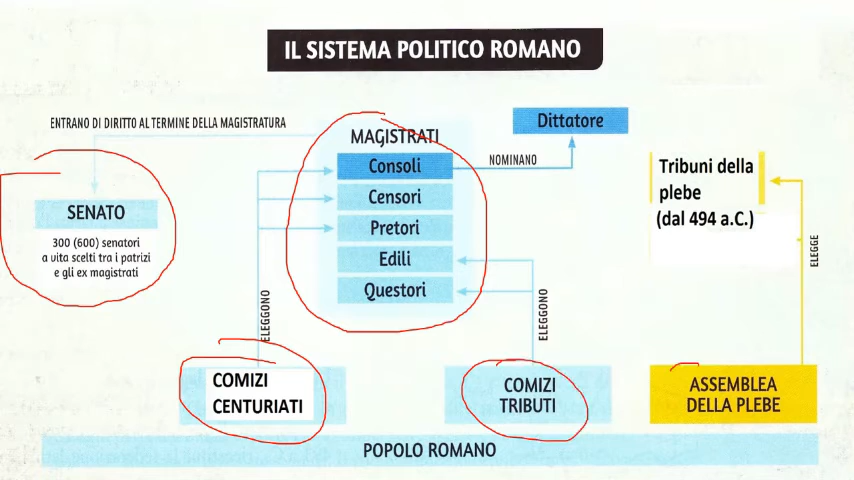 IL SISTEMA POLITICO ROMANO
ENTRANO DI DIRITTO AL TERMINE DELLA MAGISTRATURA
MAGISTRATI
Dittatore
Consoli
NOMINANO
Censori
Pretori
Edili
Questori
SENATO
300 (600) senatori
a vita scelti tra i patrizi
e gli ex magistrati
Tribuni della
plebe
(dal 494 a.C.)
ELEGGONO
ELEGGONO
ELEGGE
COMIZI
CENTURIATI
COMIZI
TRIBUTI
ASSEMBLEA
DELLA PLEBE
POPOLO ROMANO